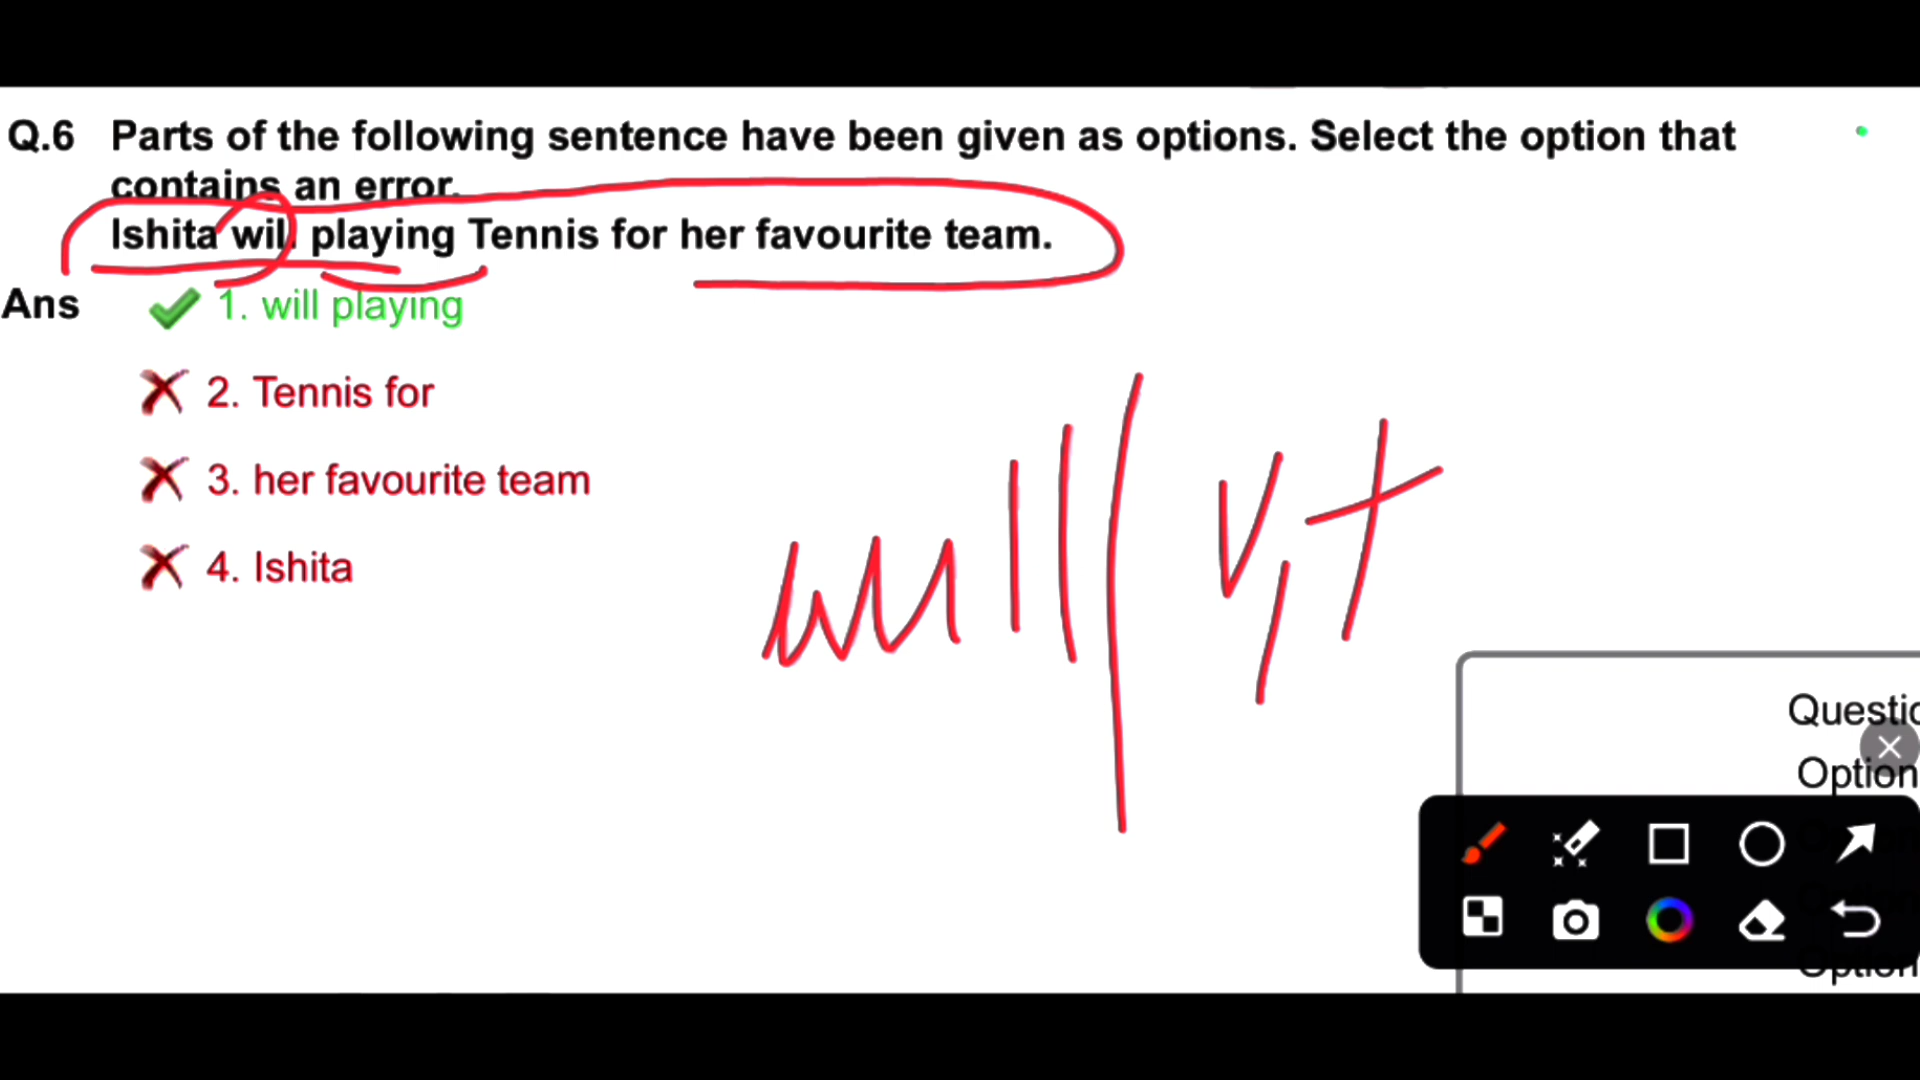 Q.6 Parts of the following sentence have been given as options. Select the option that
contains an error.
Ishita will playing Tennis for her favourite team.
Ans 1. will playing
2. Tennis for
3. her favourite team
4. Ishita
will
Option
Option